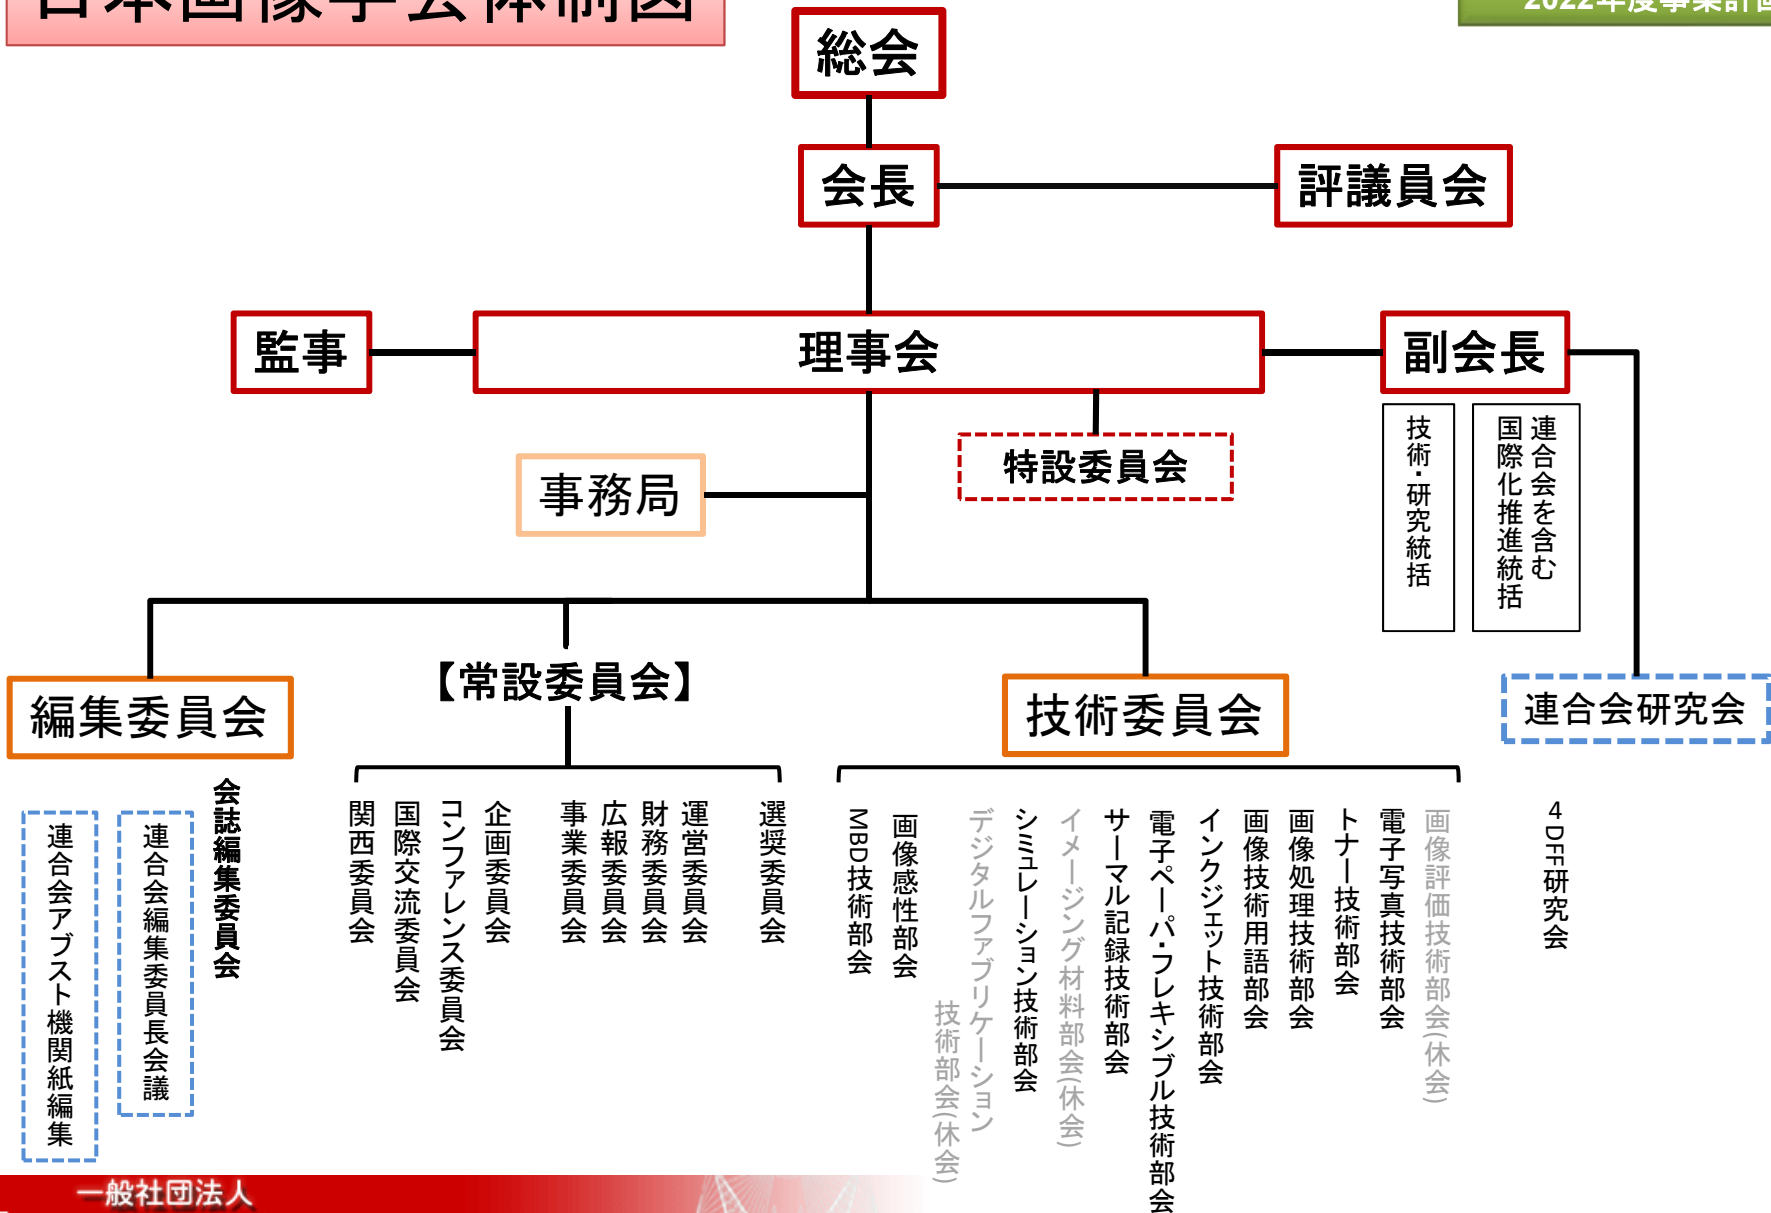 日本画像学会体制図
2022年度事業計画
総会
会長
評議員会
監事
理事会
副会長
技術・研究統括
連合会を含む
国際化推進統括
特設委員会
事務局
編集委員会
【常設委員会】
技術委員会
連合会研究会
連合会アブスト機関紙編集
連合会編集委員長会議
会誌編集委員会
関西委員会
国際交流委員会
コンファレンス委員会
企画委員会
事業委員会
広報委員会
財務委員会
運営委員会
選奨委員会
MBD技術部会
画像感性部会
デジタルファブリケーション
技術部会(休会)
シミュレーション技術部会
イメージング材料部会(休会)
サーマル記録技術部会
電子ペーパ・フレキシブル技術部会
インクジェット技術部会
画像技術用語部会
画像処理技術部会
トナー技術部会
電子写真技術部会
画像評価技術部会(休会)
4DFF研究会
一般社団法人